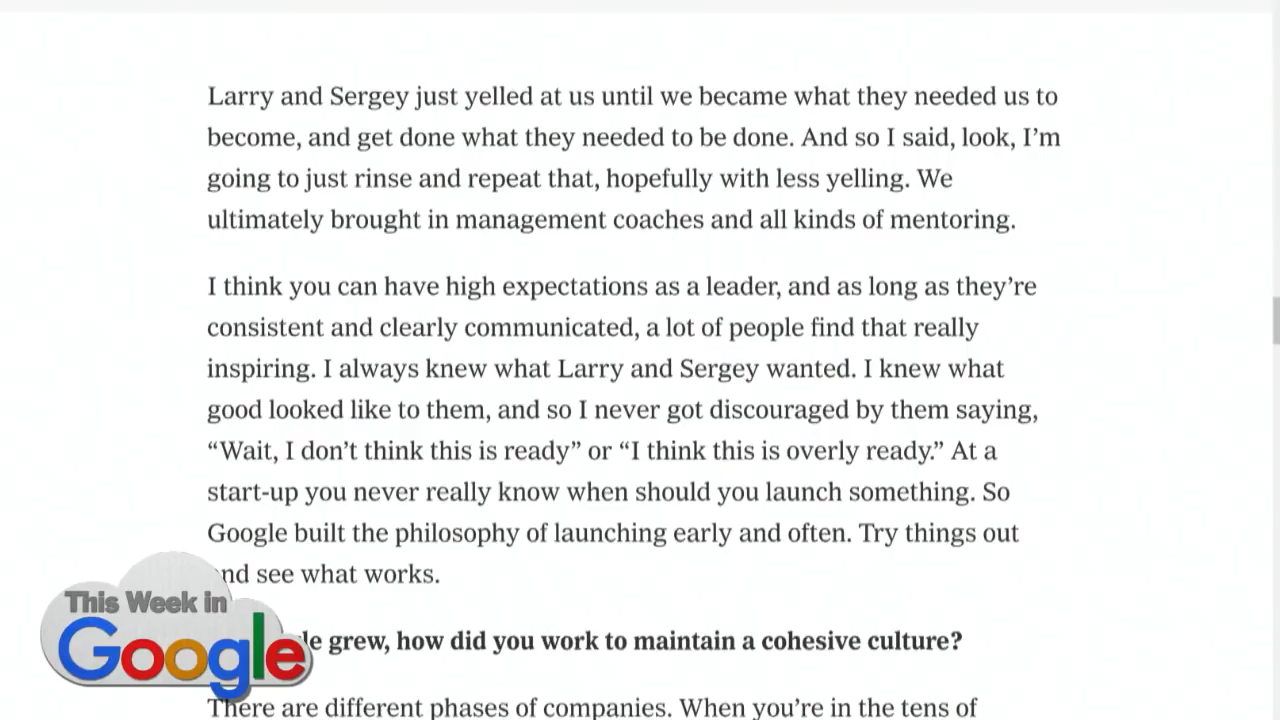 Larry and Sergey just yelled at us until we became what they needed us to
become, and get done what they needed to be done. And so I said, look, I’m
going to just rinse and repeat that, hopefully with less yelling. We
ultimately brought in management coaches and all kinds of mentoring.
I think you can have high expectations as a leader, and as long as they’re
consistent and clearly communicated, a lot of people find that really
inspiring. I always knew what Larry and Sergey wanted. I knew what
good looked like to them, and so I never got discouraged by them saying,
“Wait, I don’t think this is ready” or “I think this is overly ready.” At a
start-up you never really know when should you launch something. So
Google built the philosophy of launching early and often. Try things out
nd see what works.
le grew, how did you work to maintain a cohesive culture?
There are different phases of companies. When you’re in the tens of
This Week in
Google